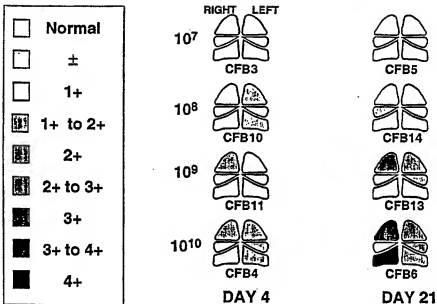 Normal
±
1+
1+ to 2+
2+
2+ to 3+
3+
3+ to 4+
4+
RIGHT LEFT
10⁷
CFB3
CFB5
10⁸
CFB10
CFB14
10⁹
CFB11
CFB13
10¹⁰
CFB4
CFB6
DAY 4
DAY 21